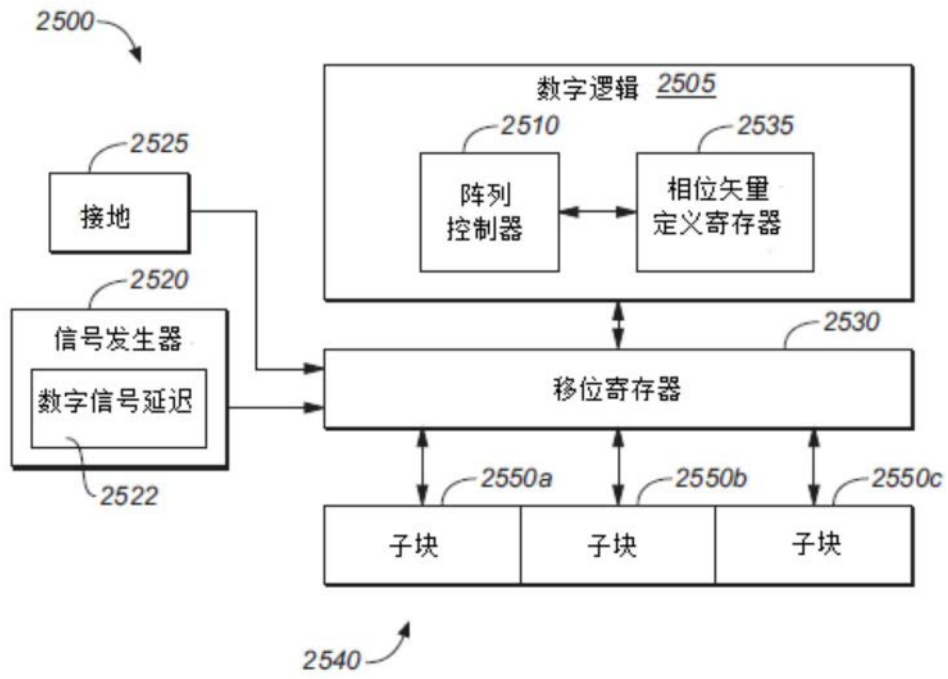 2500
数字逻辑 2505
2525
2510
2535
接地
阵列
控制器
相位矢量
定义寄存器
2520
信号发生器
2530
数字信号延迟
移位寄存器
2522
2550a
2550b
2550c
子块
子块
子块
2540